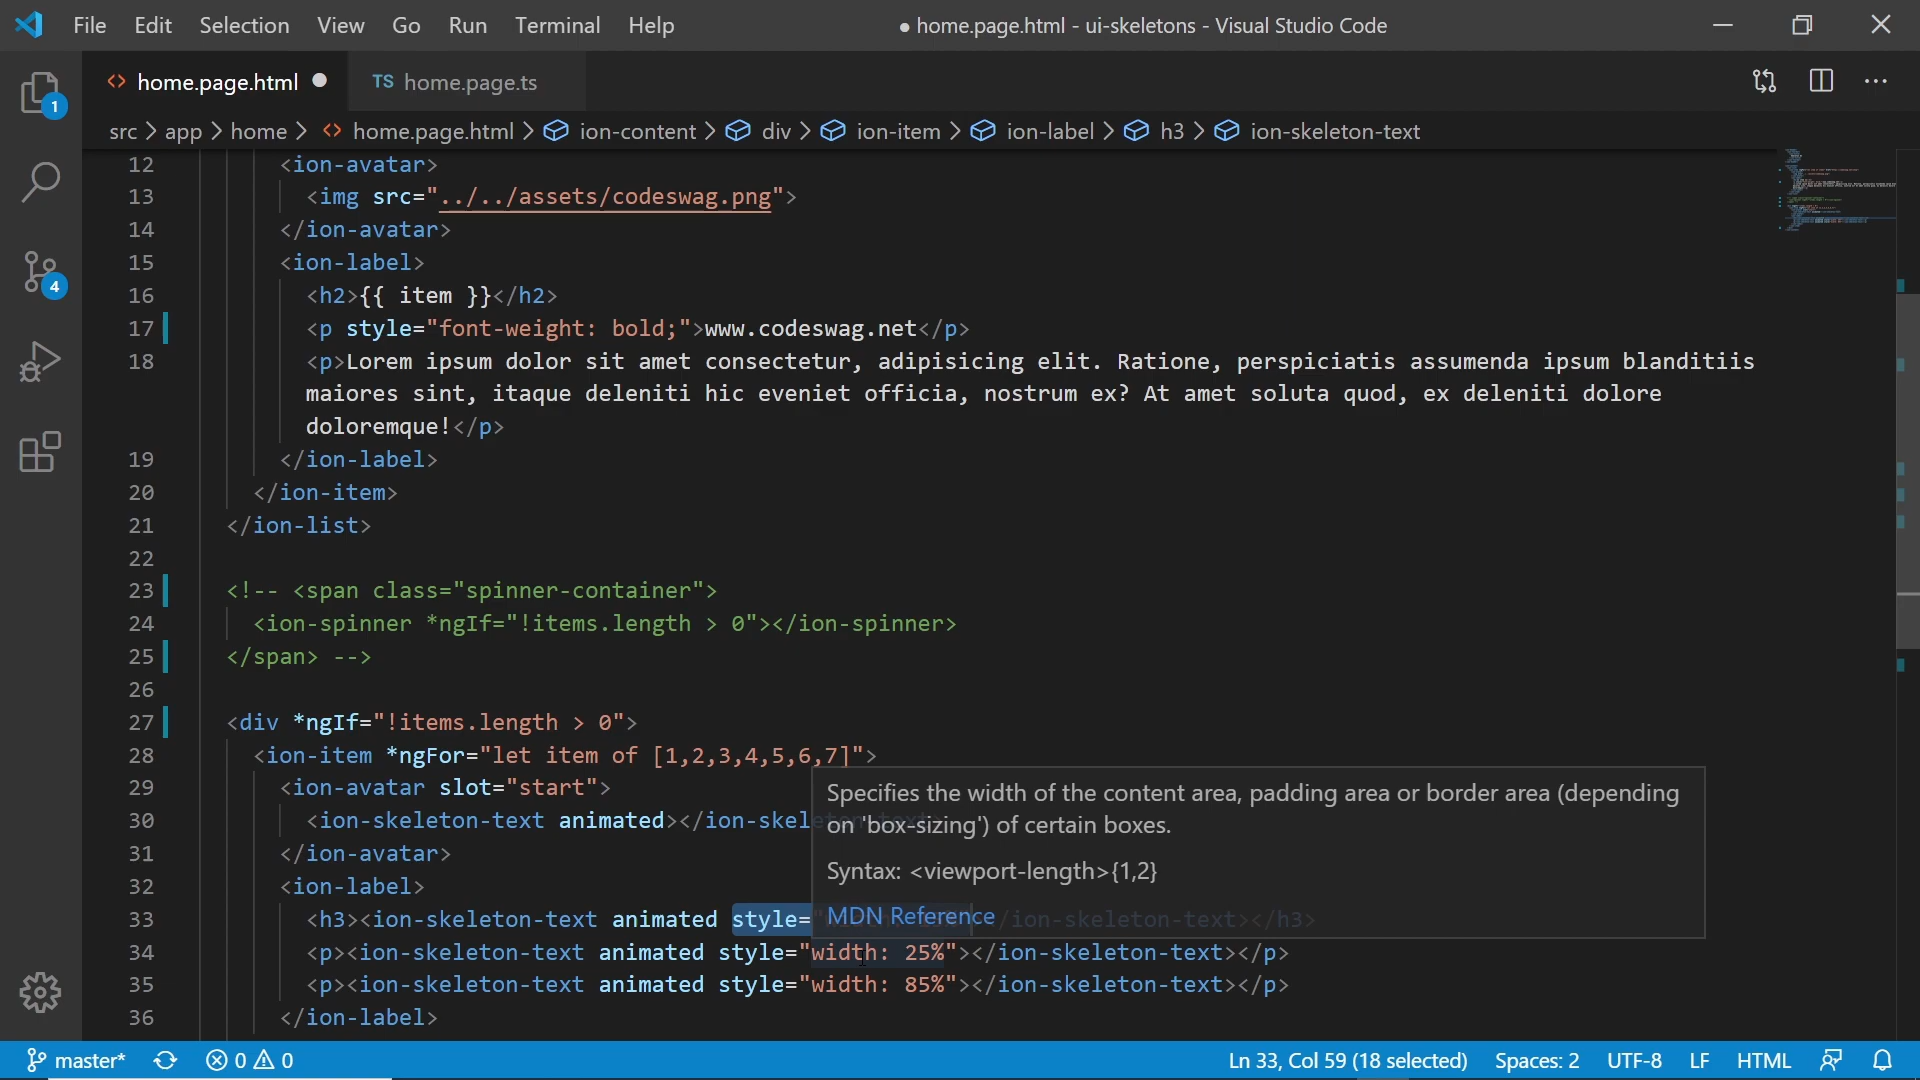 File Edit Selection View Go Run Terminal Help ● home.page.html - ui-skeletons - Visual Studio Code
<> home.page.html ● TS home.page.ts
src > app > home > <> home.page.html > ion-content > div > ion-item > ion-label > h3 > ion-skeleton-text
12 <ion-avatar>
13 <img src="../../assets/codeswag.png">
14 </ion-avatar>
15 <ion-label>
16 <h2>{{ item }}</h2>
17 <p style="font-weight: bold;">www.codeswag.net</p>
18 <p>Lorem ipsum dolor sit amet consectetur, adipisicing elit. Ratione, perspiciatis assumenda ipsum blanditiis
maiores sint, itaque deleniti hic eveniet officia, nostrum ex? At amet soluta quod, ex deleniti dolore
doloremque!</p>
19 </ion-label>
20 </ion-item>
21 </ion-list>
22
23 <!-- <span class="spinner-container">
24 <ion-spinner *ngIf="!items.length > 0"></ion-spinner>
25 </span> -->
26
27 <div *ngIf="!items.length > 0">
28 <ion-item *ngFor="let item of [1,2,3,4,5,6,7]">
29 <ion-avatar slot="start">
30 <ion-skeleton-text animated></ion-skel
31 </ion-avatar>
32 <ion-label>
33 <h3><ion-skeleton-text animated style= </ion-skeleton-text></h3>
34 <p><ion-skeleton-text animated style="width: 25%"></ion-skeleton-text></p>
35 <p><ion-skeleton-text animated style="width: 85%"></ion-skeleton-text></p>
36 </ion-label>
Specifies the width of the content area, padding area or border area (depending
on 'box-sizing') of certain boxes.
Syntax: <viewport-length>{1,2}
MDN Reference
1
4
master* 0 0 Ln 33, Col 59 (18 selected) Spaces: 2 UTF-8 LF HTML